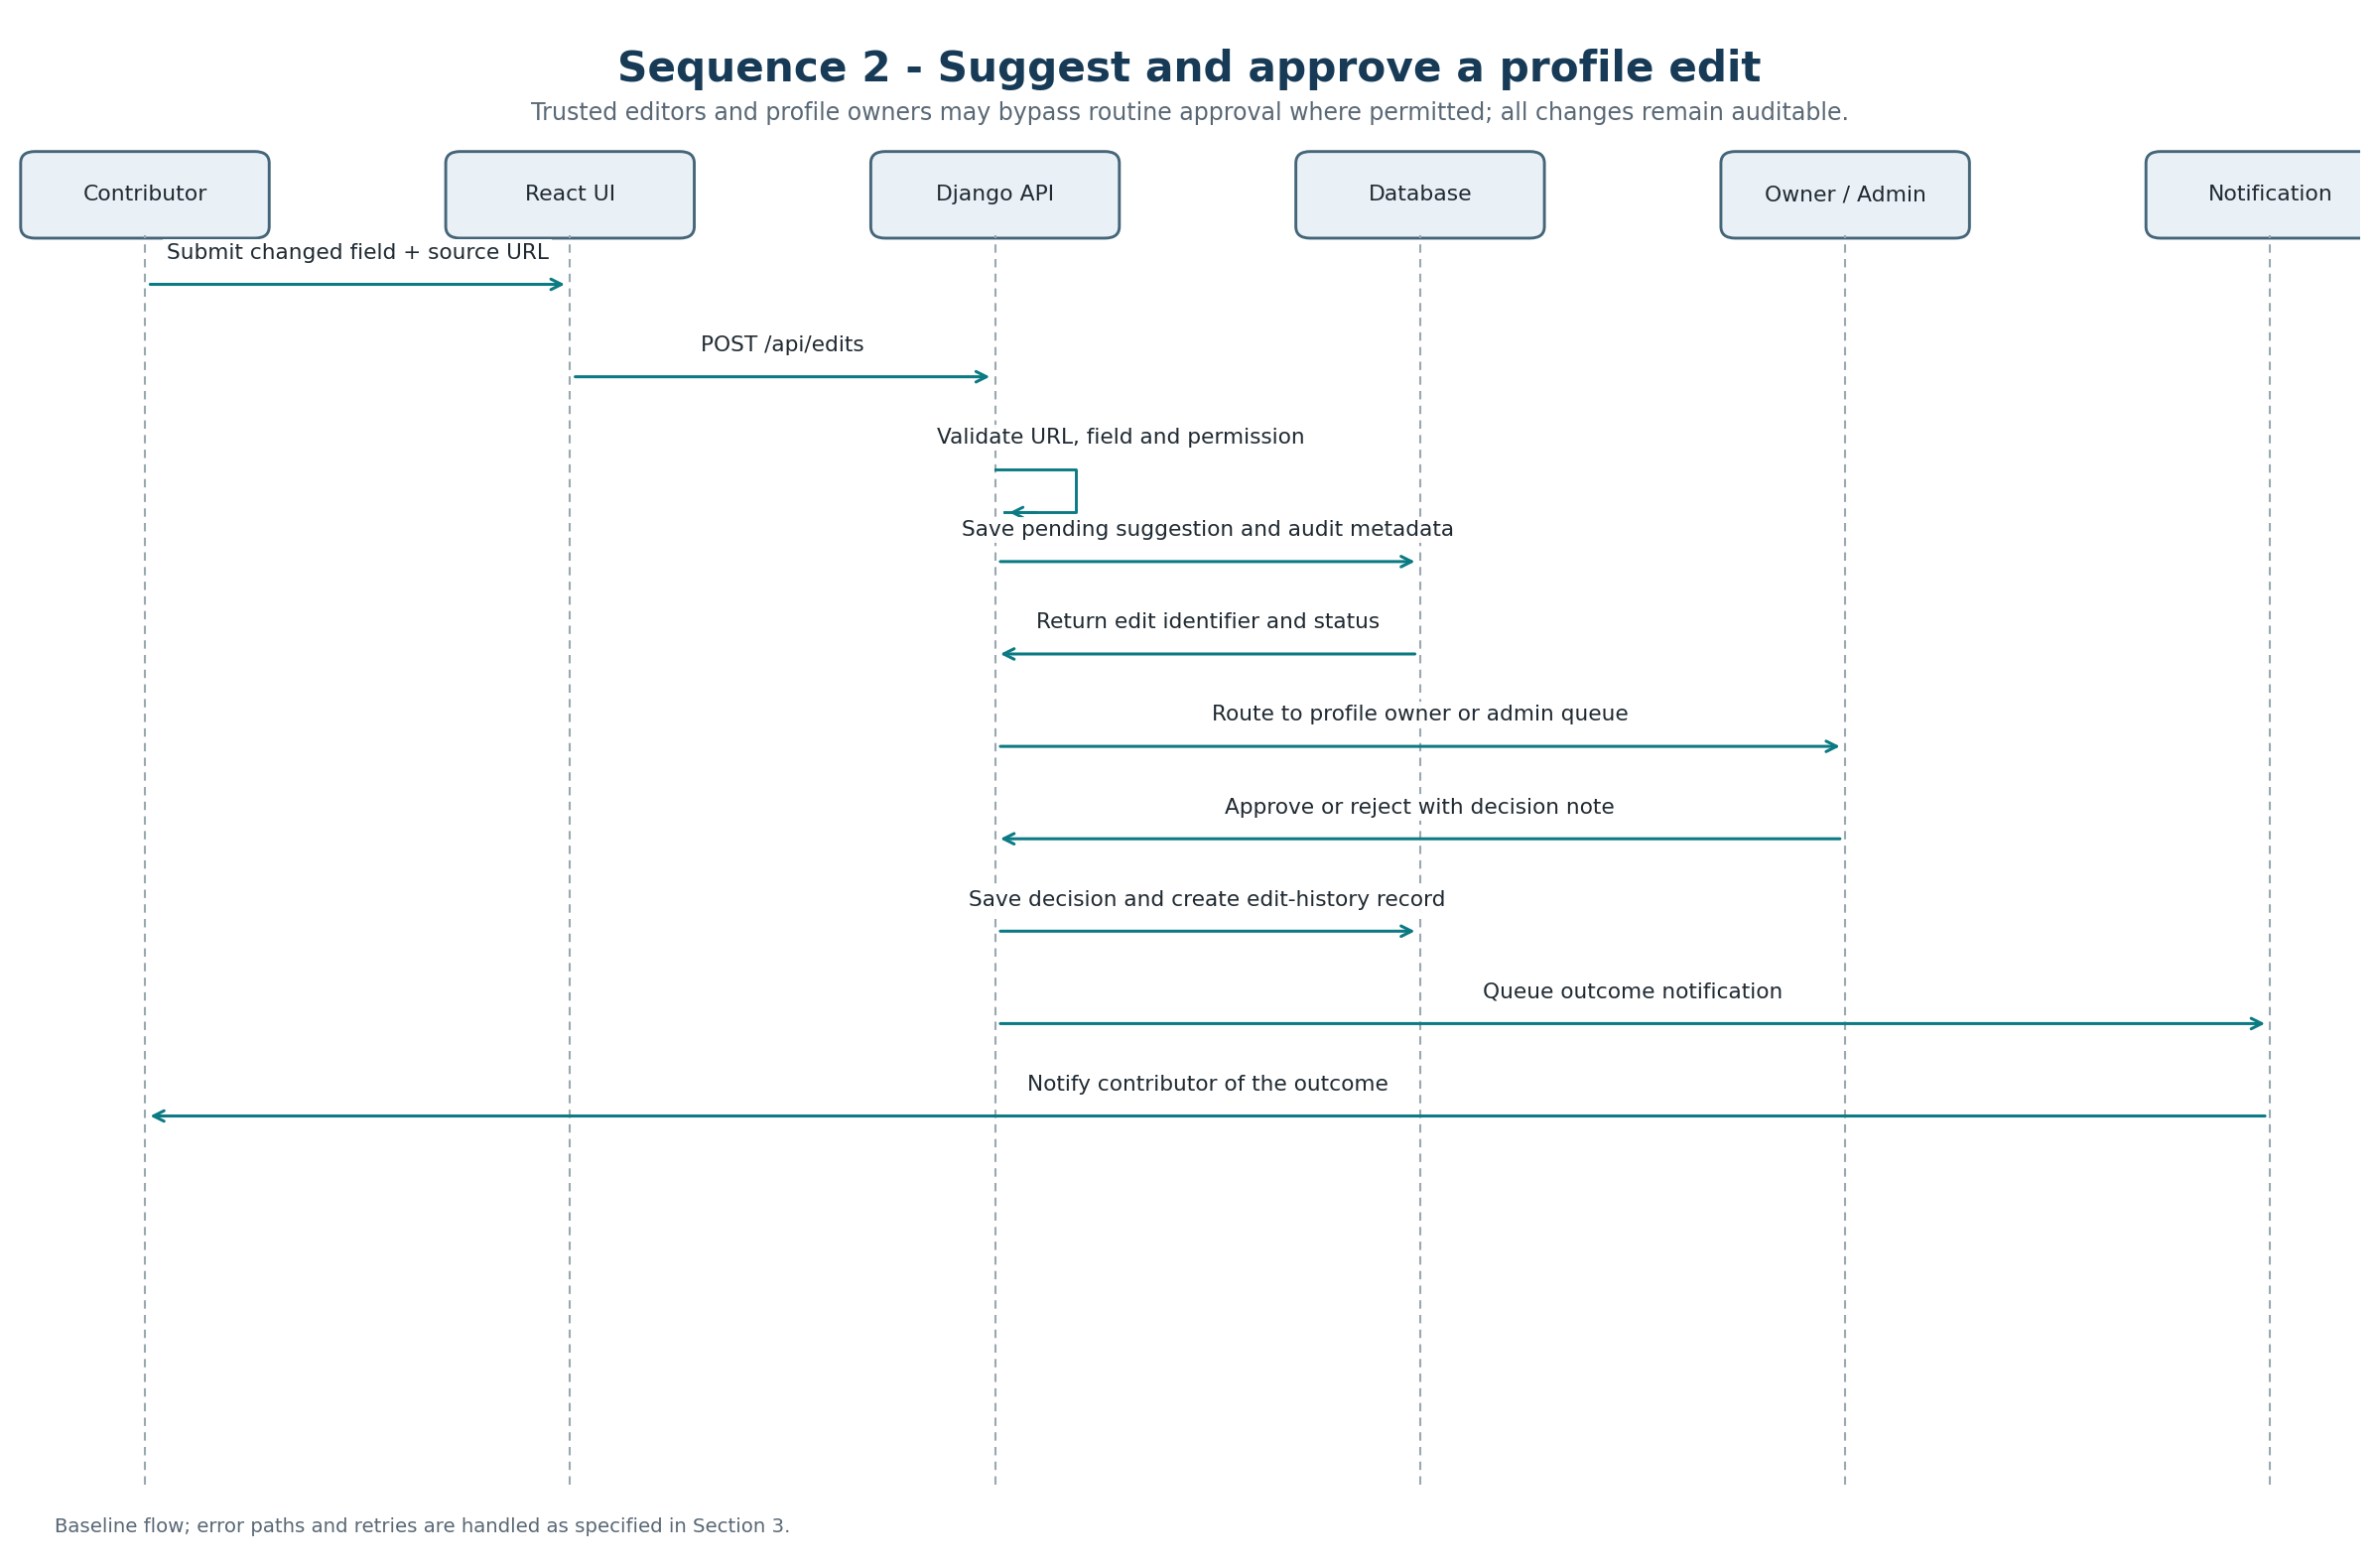 Sequence 2 - Suggest and approve a profile edit
Trusted editors and profile owners may bypass routine approval where permitted; all changes remain auditable.
Contributor
React UI
Django API
Database
Owner / Admin
Notification
Submit changed field + source URL
POST /api/edits
Validate URL, field and permission
Save pending suggestion and audit metadata
Return edit identifier and status
Route to profile owner or admin queue
Approve or reject with decision note
Save decision and create edit-history record
Queue outcome notification
Notify contributor of the outcome
Baseline flow; error paths and retries are handled as specified in Section 3.